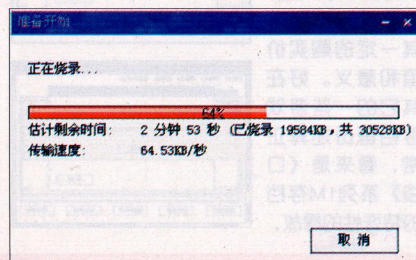 准备开始
正在烧录...
64%
估计剩余时间: 2 分钟 53 秒 (已烧录 19584KB，共 30528KB)
传输速度: 64.53KB/秒
取消